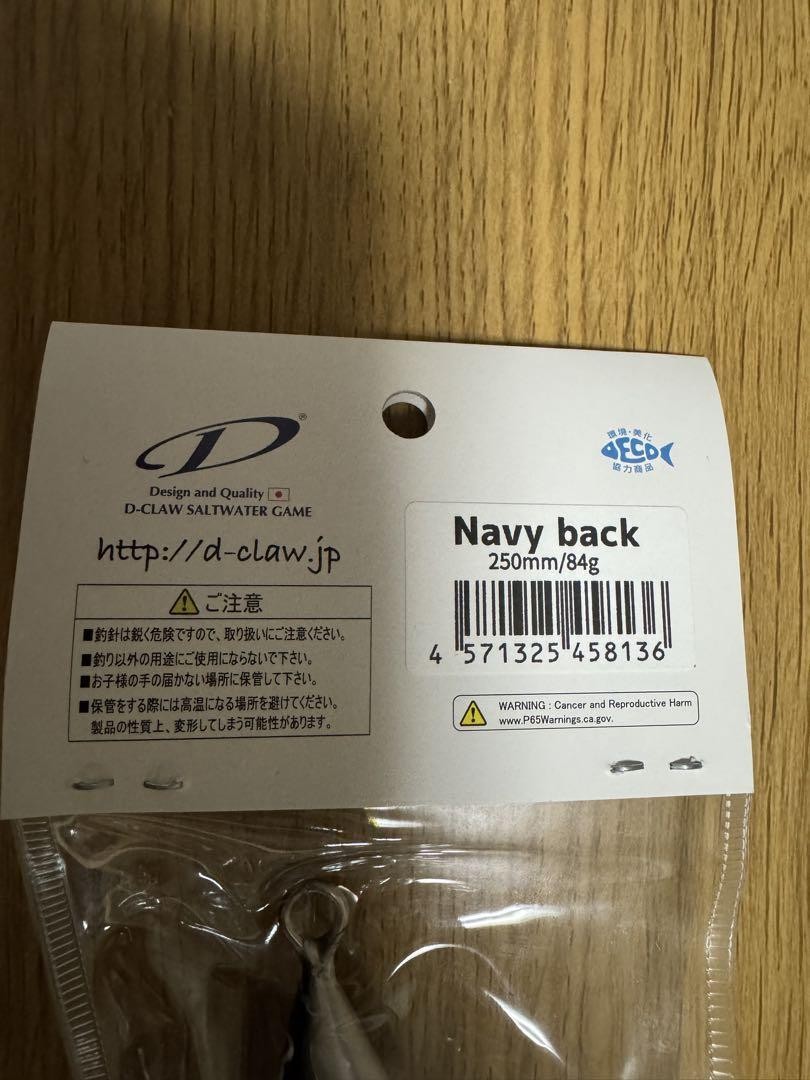 D®
Design and Quality
D-CLAW SALTWATER GAME
http://d-claw.jp
ご注意
■釣針は鋭く危険ですので、取り扱いにご注意ください。
■釣り以外の用途にご使用にならないで下さい。
■お子様の手の届かない場所に保管して下さい。
■保管をする際には高温になる場所を避けてください。
製品の性質上、変形してしまう可能性があります。
環境・美化
ECO
協力商品
Navy back
250mm/84g
4 571325 458136
WARNING : Cancer and Reproductive Harm
www.P65Warnings.ca.gov.